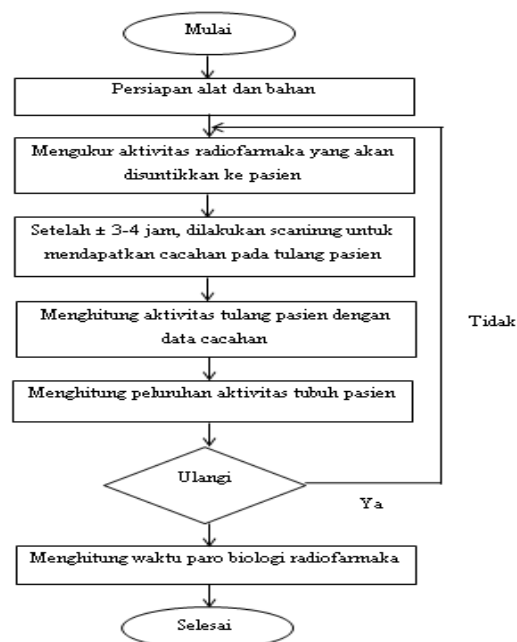 Mulai
Persiapan alat dan bahan
Mengukur aktivitas radiofarmaka yang akan
disuntikkan ke pasien
Setelah ± 3-4 jam, dilakukan scaninng untuk
mendapatkan cacahan pada tulang pasien
Menghitung aktivitas tulang pasien dengan
data cacahan
Tidak
Menghitung peluruhan aktivitas tubuh pasien
Ulangi
Ya
Menghitung waktu paro biologi radiofarmaka
Selesai